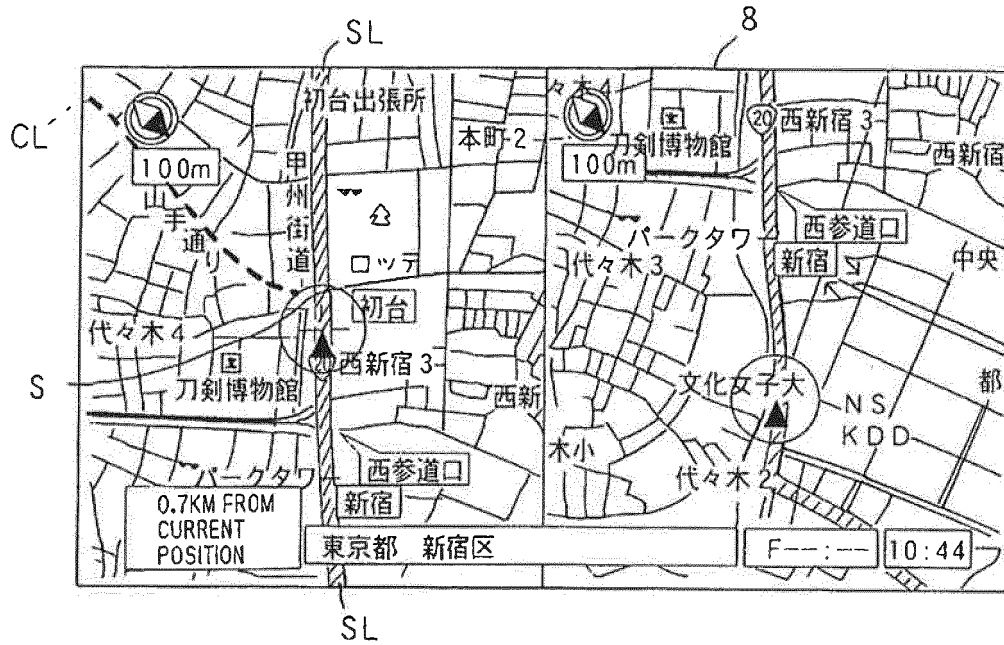 SL
8
CL´
S
SL
初台出張所
本町-2
100m
甲州街道
山手通り
ロッテ
初台
代々木4
20
西新宿3
刀剣博物館
西新
西参道口
パークタワ
新宿
0.7KM FROM
CURRENT
POSITION
東京都 新宿区
々木4
20
西新宿3
刀剣博物館
西新宿
100m
西参道口
パークタワ
新宿
代々木3
中央
文化女子大
都
NS
KDD
木小
代々木2
F--:--
10:44